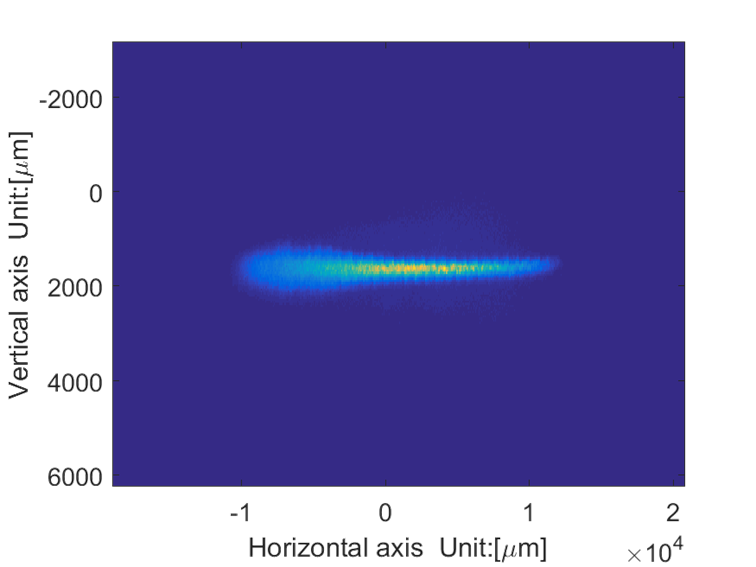 -2000
0
2000
4000
6000
Vertical axis Unit:[μm]
-1 0 1 2
×10⁴
Horizontal axis Unit:[μm]